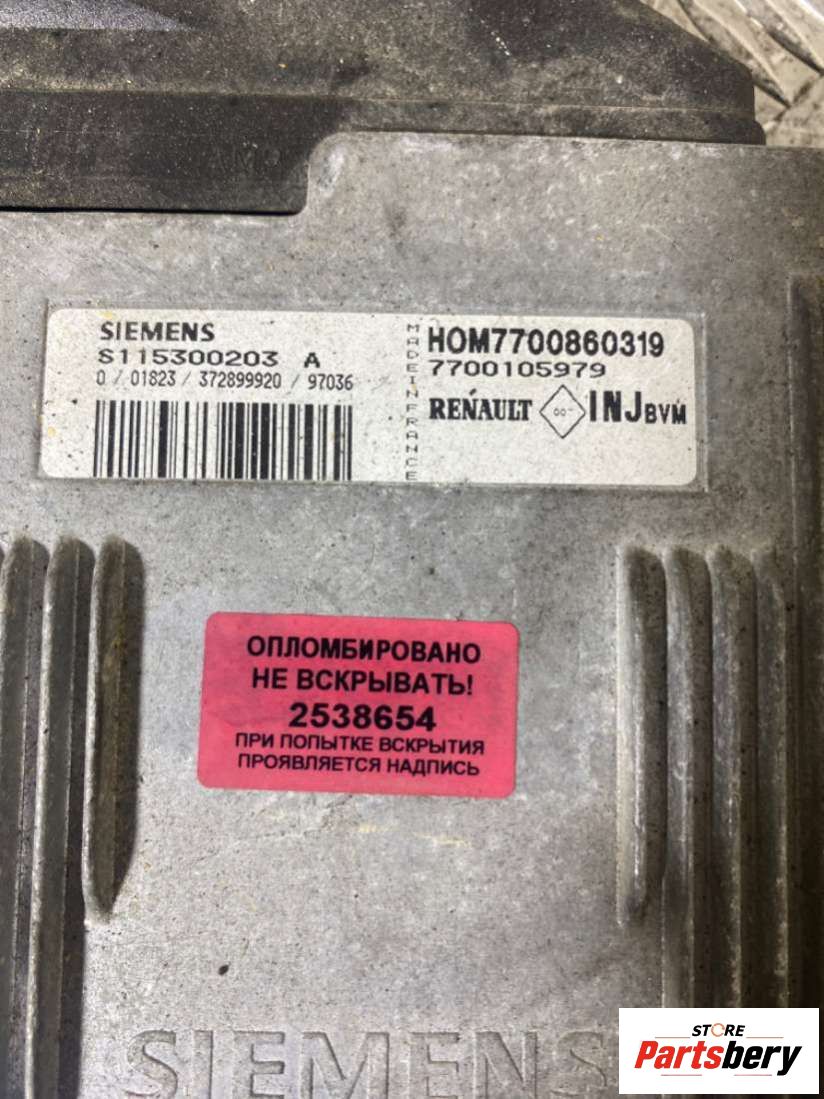 SIEMENS
S115300203 A
0 / 01823 / 372899920 / 97036
MADE IN FRANCE
HOM7700860319
7700105979
RENAULT INJ BVM
ОПЛОМБИРОВАНО
НЕ ВСКРЫВАТЬ!
2538654
ПРИ ПОПЫТКЕ ВСКРЫТИЯ
ПРОЯВЛЯЕТСЯ НАДПИСЬ
SIEMENS
STORE
Partsbery